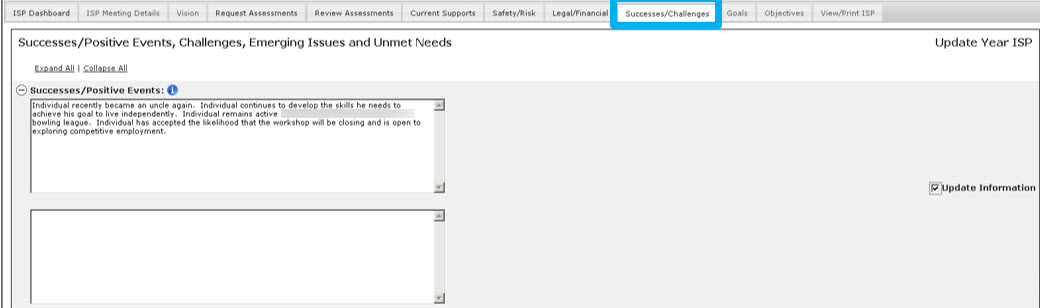 ISP Dashboard ISP Meeting Details Vision Request Assessments Review Assessments Current Supports Safety/Risk Legal/Financial Successes/Challenges Goals Objectives View/Print ISP
Successes/Positive Events, Challenges, Emerging Issues and Unmet Needs Update Year ISP
Expand All | Collapse All
Successes/Positive Events:
Individual recently became an uncle again. Individual continues to develop the skills he needs to
achieve his goal to live independently. Individual remains active
bowling league. Individual has accepted the likelihood that the workshop will be closing and is open to
exploring competitive employment.
Update Information